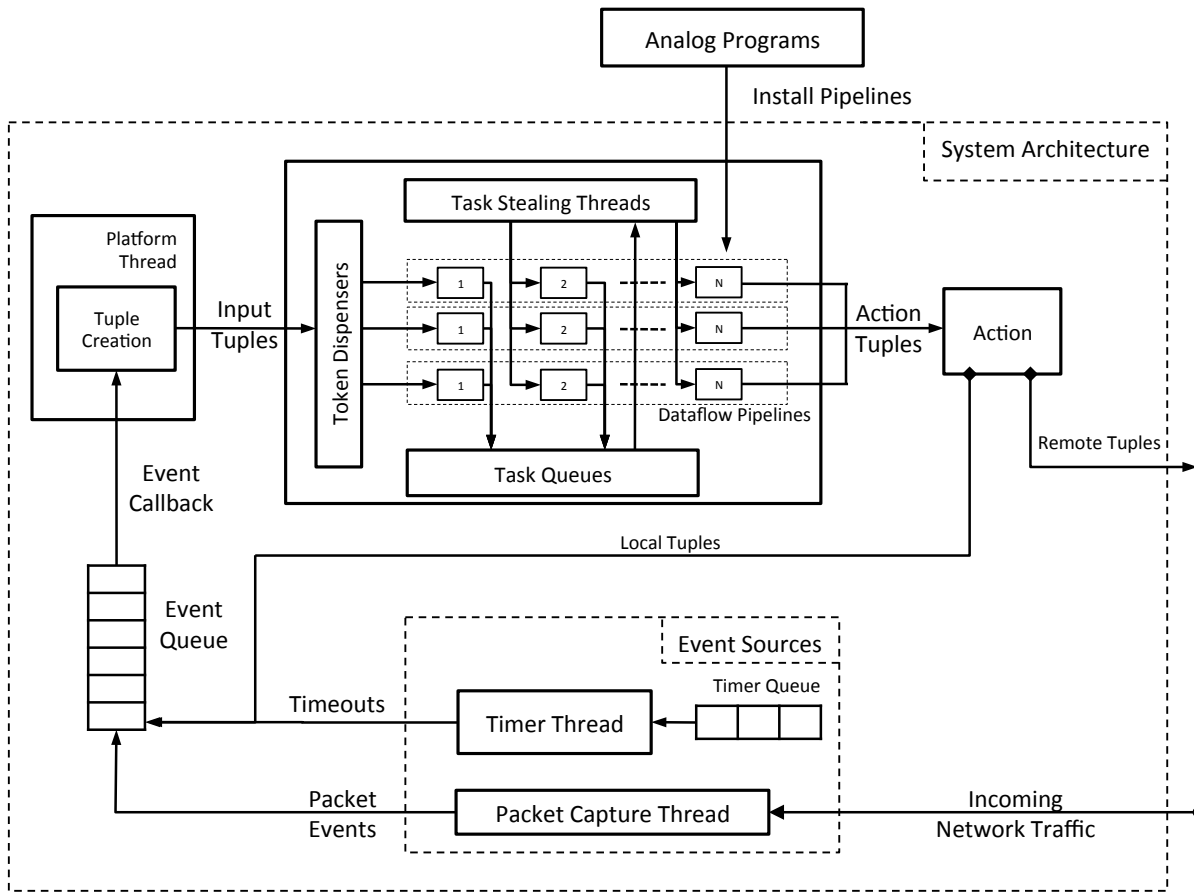 Analog Programs
Install Pipelines
System Architecture
Task Stealing Threads
Platform
Thread
Tuple
Creation
Input
Tuples
Token Dispensers
1
2
N
1
2
N
1
2
N
Dataflow Pipelines
Task Queues
Action
Tuples
Action
Remote Tuples
Event
Callback
Local Tuples
Event
Queue
Event Sources
Timer Queue
Timeouts
Timer Thread
Packet
Events
Packet Capture Thread
Incoming
Network Traffic